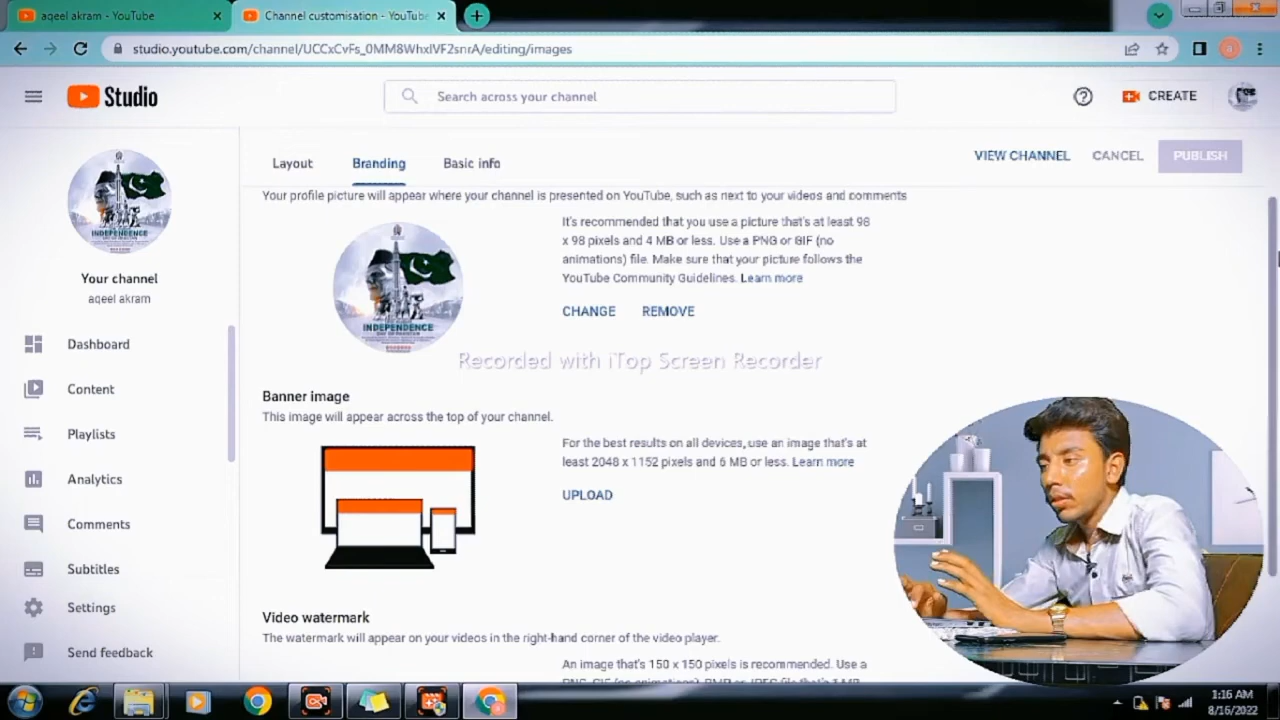 aqeel akram - YouTube
Channel customisation - YouTube
studio.youtube.com/channel/UCCxCvFs_0MM8WhxIVF2snrA/editing/images
Studio
Search across your channel
CREATE
Layout
Branding
Basic info
VIEW CHANNEL
CANCEL
PUBLISH
Your profile picture will appear where your channel is presented on YouTube, such as next to your videos and comments
It's recommended that you use a picture that's at least 98
x 98 pixels and 4 MB or less. Use a PNG or GIF (no
animations) file. Make sure that your picture follows the
YouTube Community Guidelines. Learn more
CHANGE
REMOVE
INDEPENDENCE
INDEPENDENCE
Your channel
aqeel akram
Recorded with iTop Screen Recorder
Dashboard
Content
Playlists
Analytics
Comments
Subtitles
Settings
Send feedback
Banner image
This image will appear across the top of your channel.
For the best results on all devices, use an image that's at
least 2048 x 1152 pixels and 6 MB or less. Learn more
UPLOAD
Video watermark
The watermark will appear on your videos in the right-hand corner of the video player.
An image that's 150 x 150 pixels is recommended. Use a
1:16 AM
8/16/2022